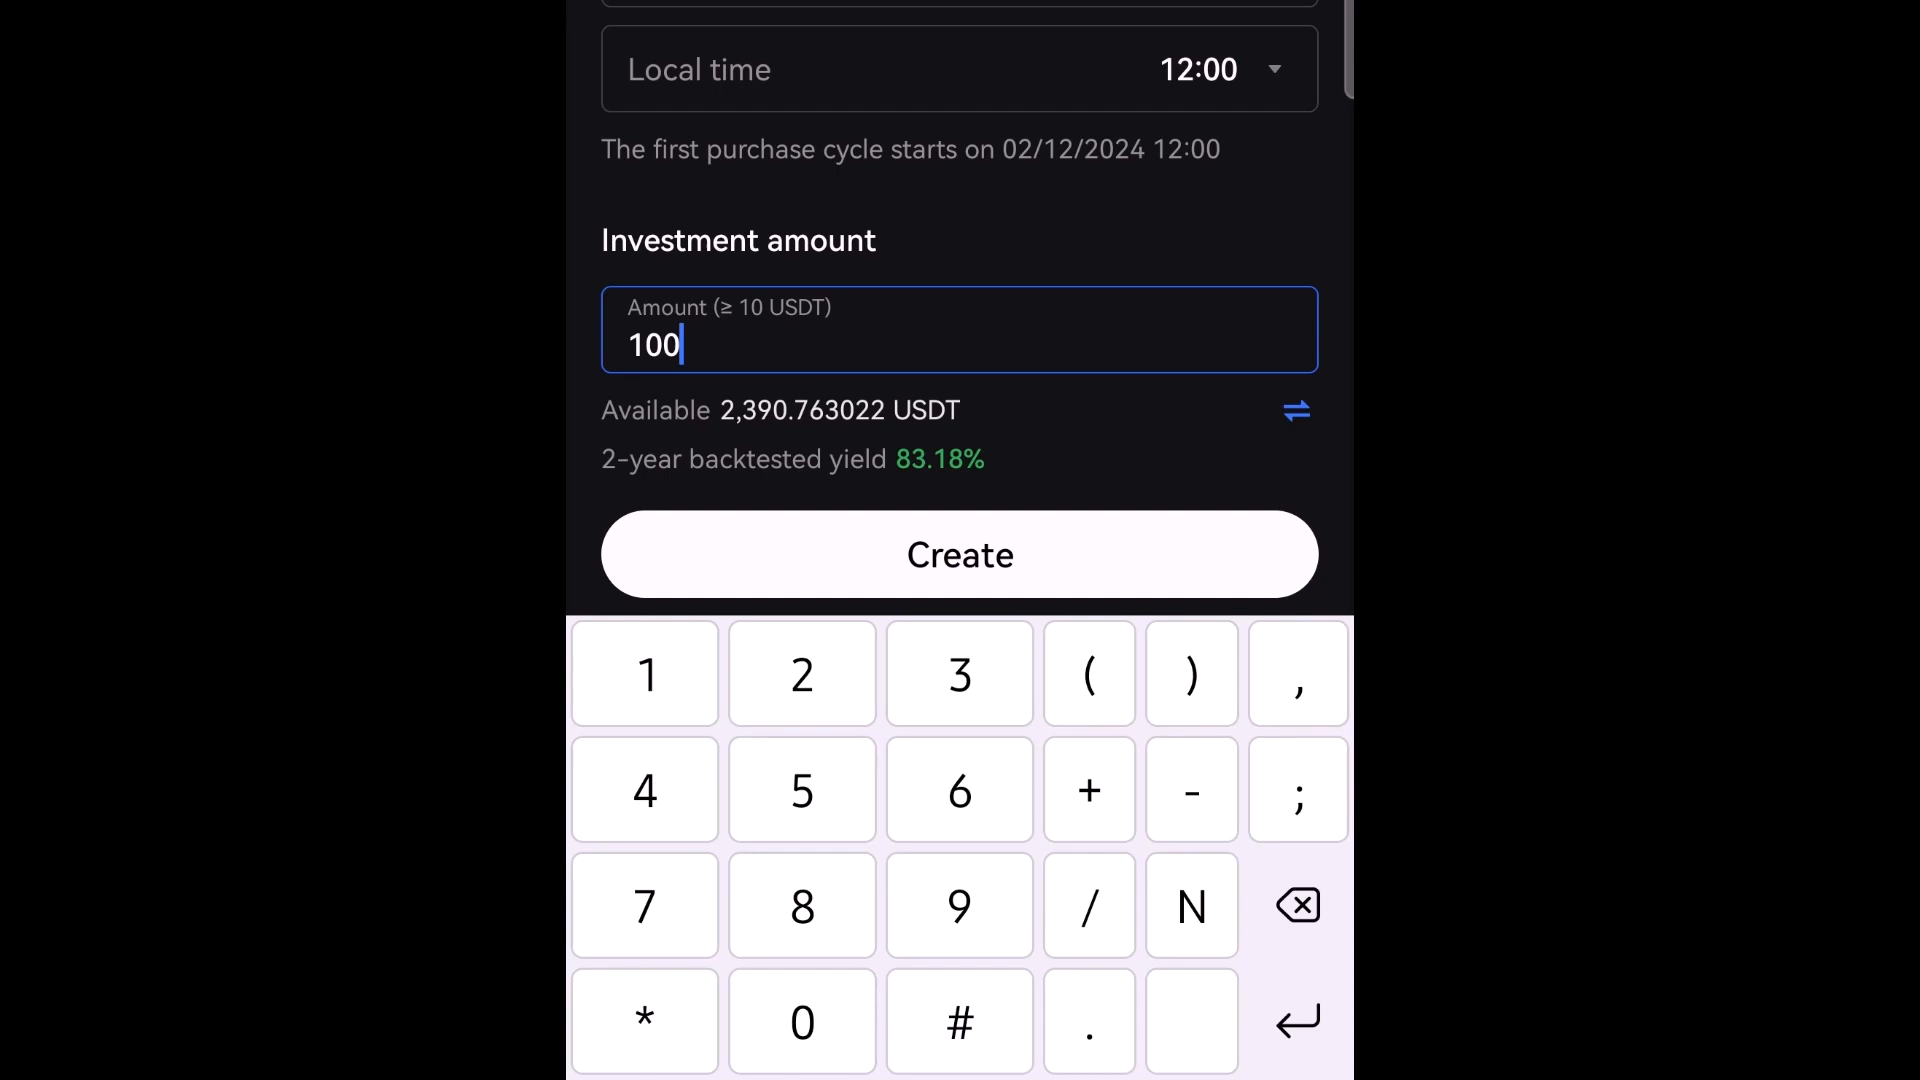 Local time 12:00
The first purchase cycle starts on 02/12/2024 12:00
Investment amount
Amount (≥ 10 USDT)
100
Available 2,390.763022 USDT
2-year backtested yield 83.18%
Create
1 2 3 ( ) ,
4 5 6 + - ;
7 8 9 / N
* 0 # .